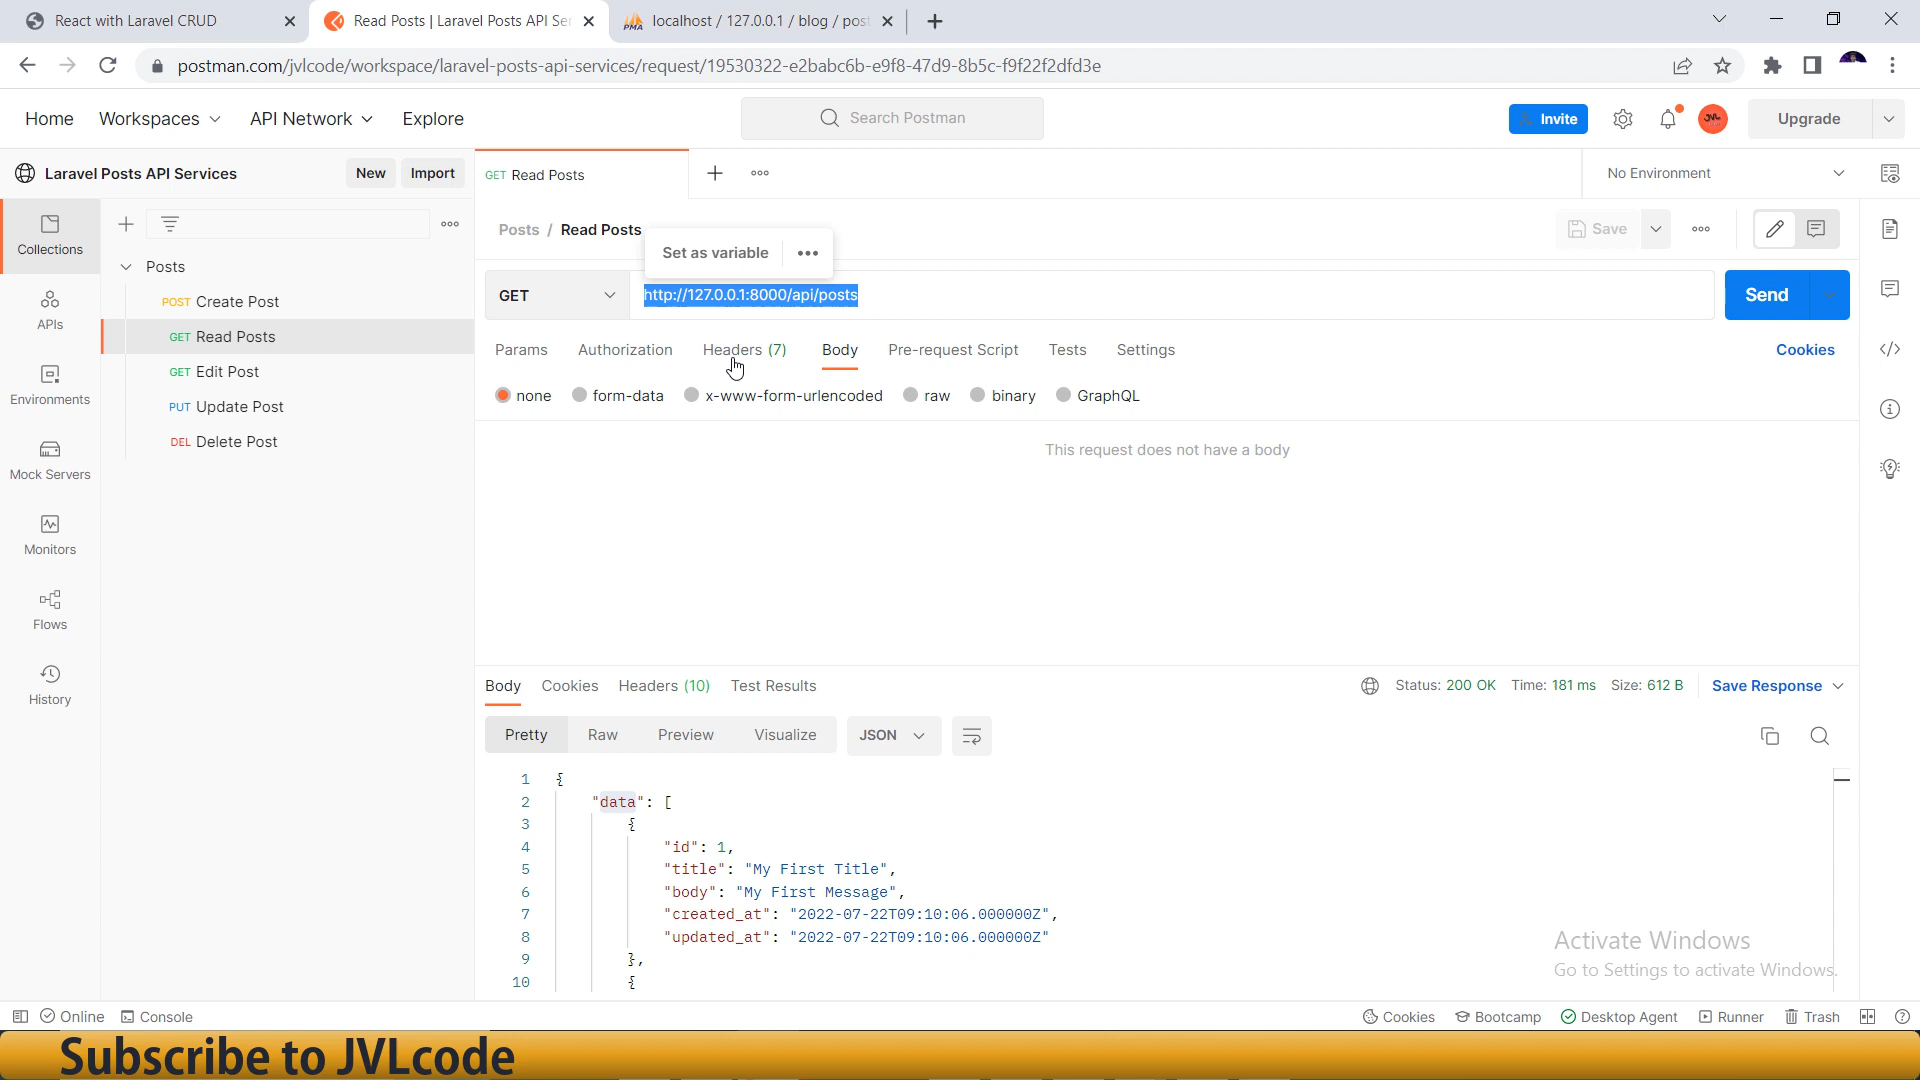 React with Laravel CRUD
Read Posts | Laravel Posts API Ser
localhost / 127.0.0.1 / blog / post
postman.com/jvlcode/workspace/laravel-posts-api-services/request/19530322-e2babc6b-e9f8-47d9-8b5c-f9f22f2dfd3e
Home Workspaces API Network Explore
Search Postman
Invite
Upgrade
Laravel Posts API Services
New Import
GET Read Posts
No Environment
Collections
APIs
Environments
Mock Servers
Monitors
Flows
History
Posts
POST Create Post
GET Read Posts
GET Edit Post
PUT Update Post
DEL Delete Post
Posts / Read Posts
Save
Set as variable
GET
http://127.0.0.1:8000/api/posts
Send
Params Authorization Headers (7) Body Pre-request Script Tests Settings
Cookies
none form-data x-www-form-urlencoded raw binary GraphQL
This request does not have a body
Body Cookies Headers (10) Test Results
Status: 200 OK Time: 181 ms Size: 612 B Save Response
Pretty Raw Preview Visualize JSON
1 {
2 "data": [
3 {
4 "id": 1,
5 "title": "My First Title",
6 "body": "My First Message",
7 "created_at": "2022-07-22T09:10:06.000000Z",
8 "updated_at": "2022-07-22T09:10:06.000000Z"
9 },
10 {
Activate Windows
Go to Settings to activate Windows.
Online Console
Cookies Bootcamp Desktop Agent Runner Trash
Subscribe to JVLcode